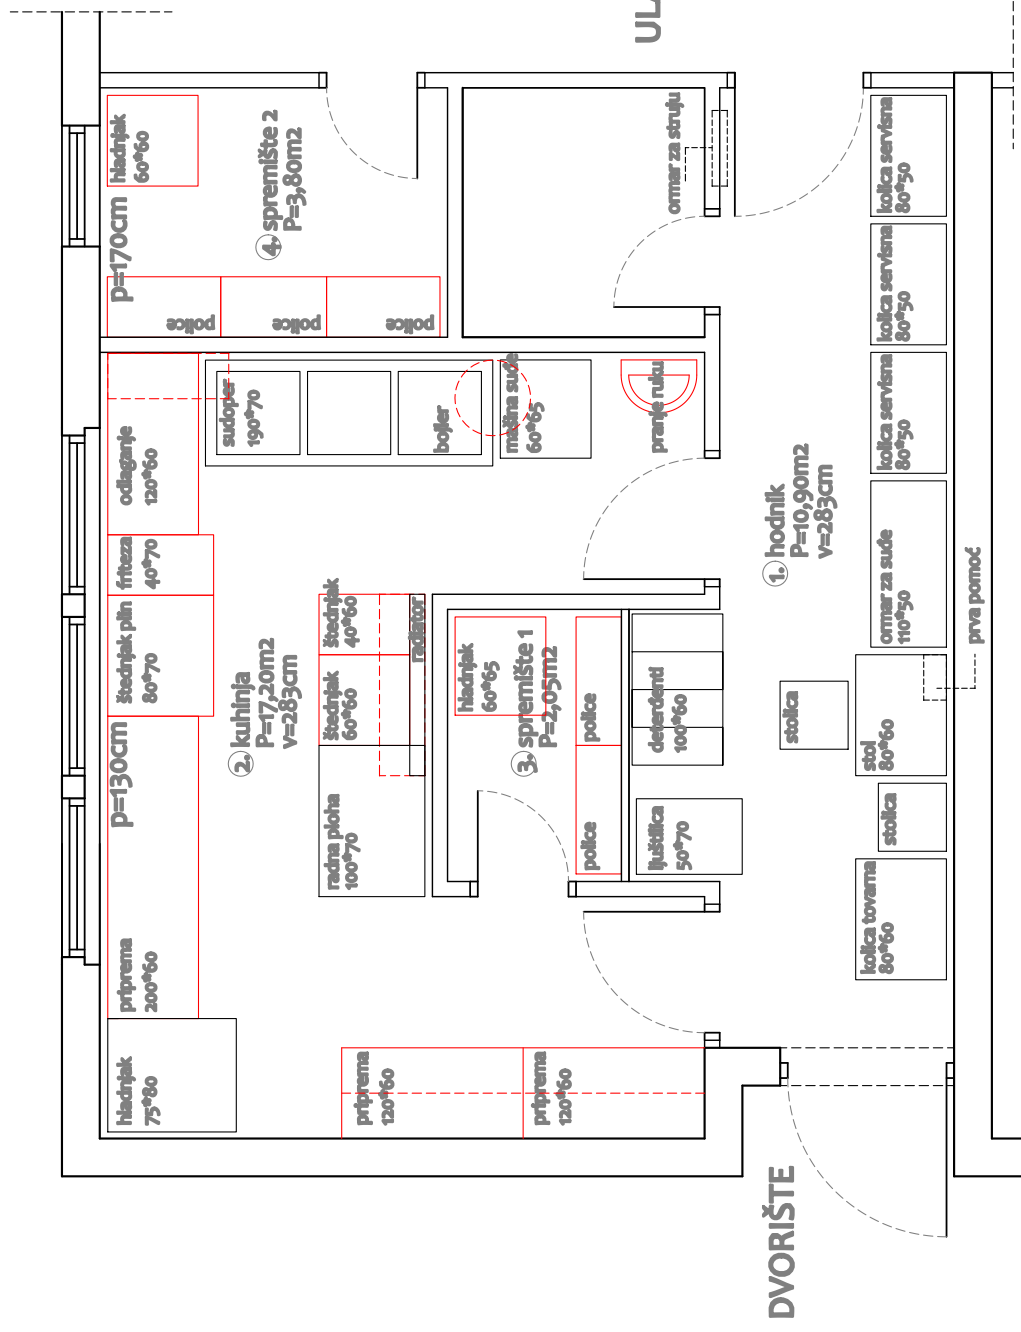 UL
hladnjak
60*60
p=170cm
4. spremište 2
P=3,80m2
police
police
police
ormar za struju
kolica servisna
80*50
kolica servisna
80*50
kolica servisna
80*50
odlaganje
120*60
sudoper
190*70
bojler
mašina suđe
60*65
pranje ruku
friteza
40*70
štednjak plin
80*70
p=130cm
2. kuhinja
P=17,20m2
v=283cm
štednjak
40*60
štednjak
60*60
radiator
radna ploha
100*70
hladnjak
60*65
3. spremište 1
P=2,05m2
police
police
deterđenti
100*60
ljuštilica
50*70
1. hodnik
P=10,90m2
v=283cm
ormar za suđe
110*50
prva pomoć
stolica
stol
80*60
stolica
kolica tovarna
80*60
priprema
200*60
hladnjak
75*80
priprema
120*60
priprema
120*60
DVORIŠTE